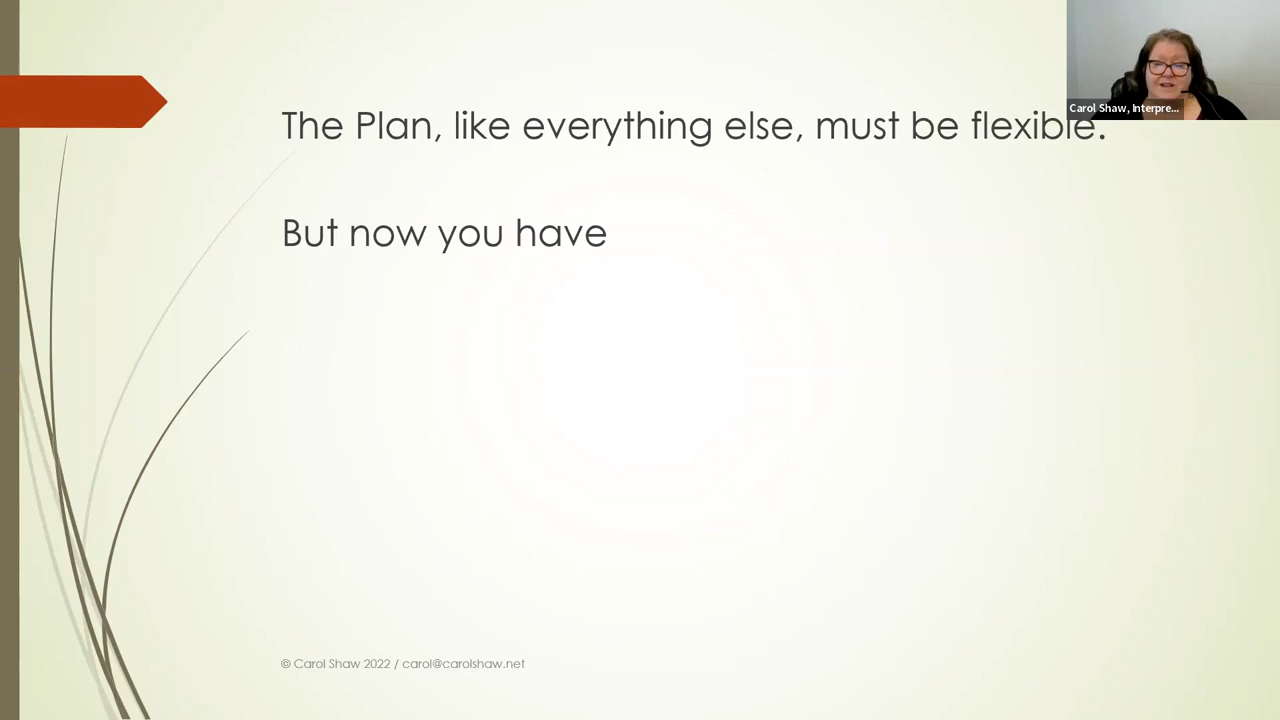 Carol Shaw, Interpre...
The Plan, like everything else, must be flexible.
But now you have
© Carol Shaw 2022 / carol@carolshaw.net